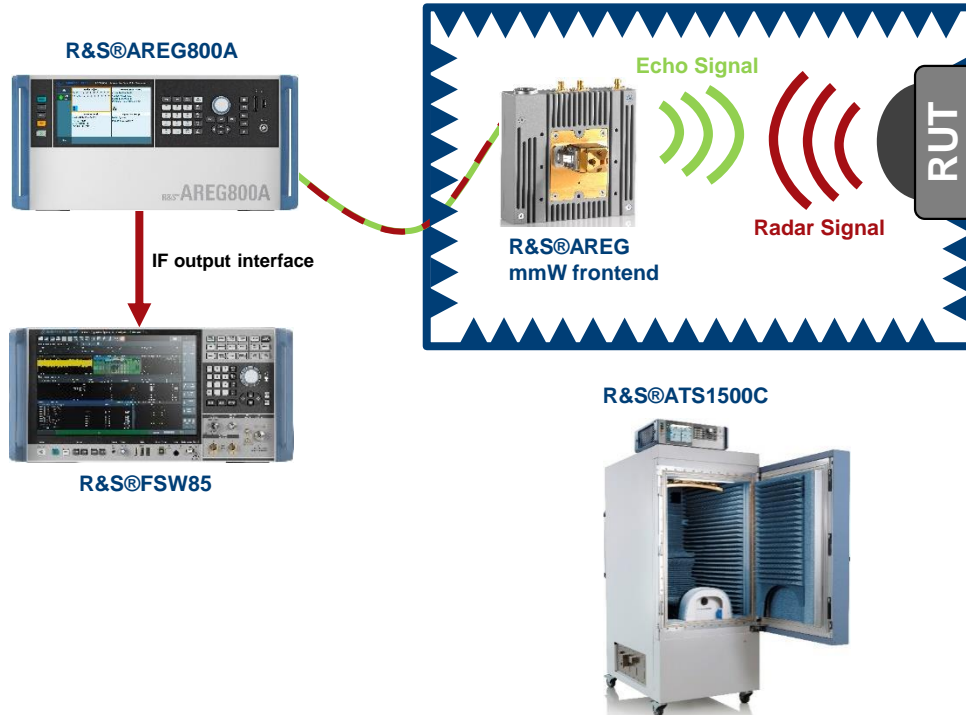 R&S®AREG800A
Echo Signal
RUT
R&S® AREG800A
Radar Signal
R&S®AREG
mmW frontend
IF output interface
R&S®ATS1500C
R&S®FSW85